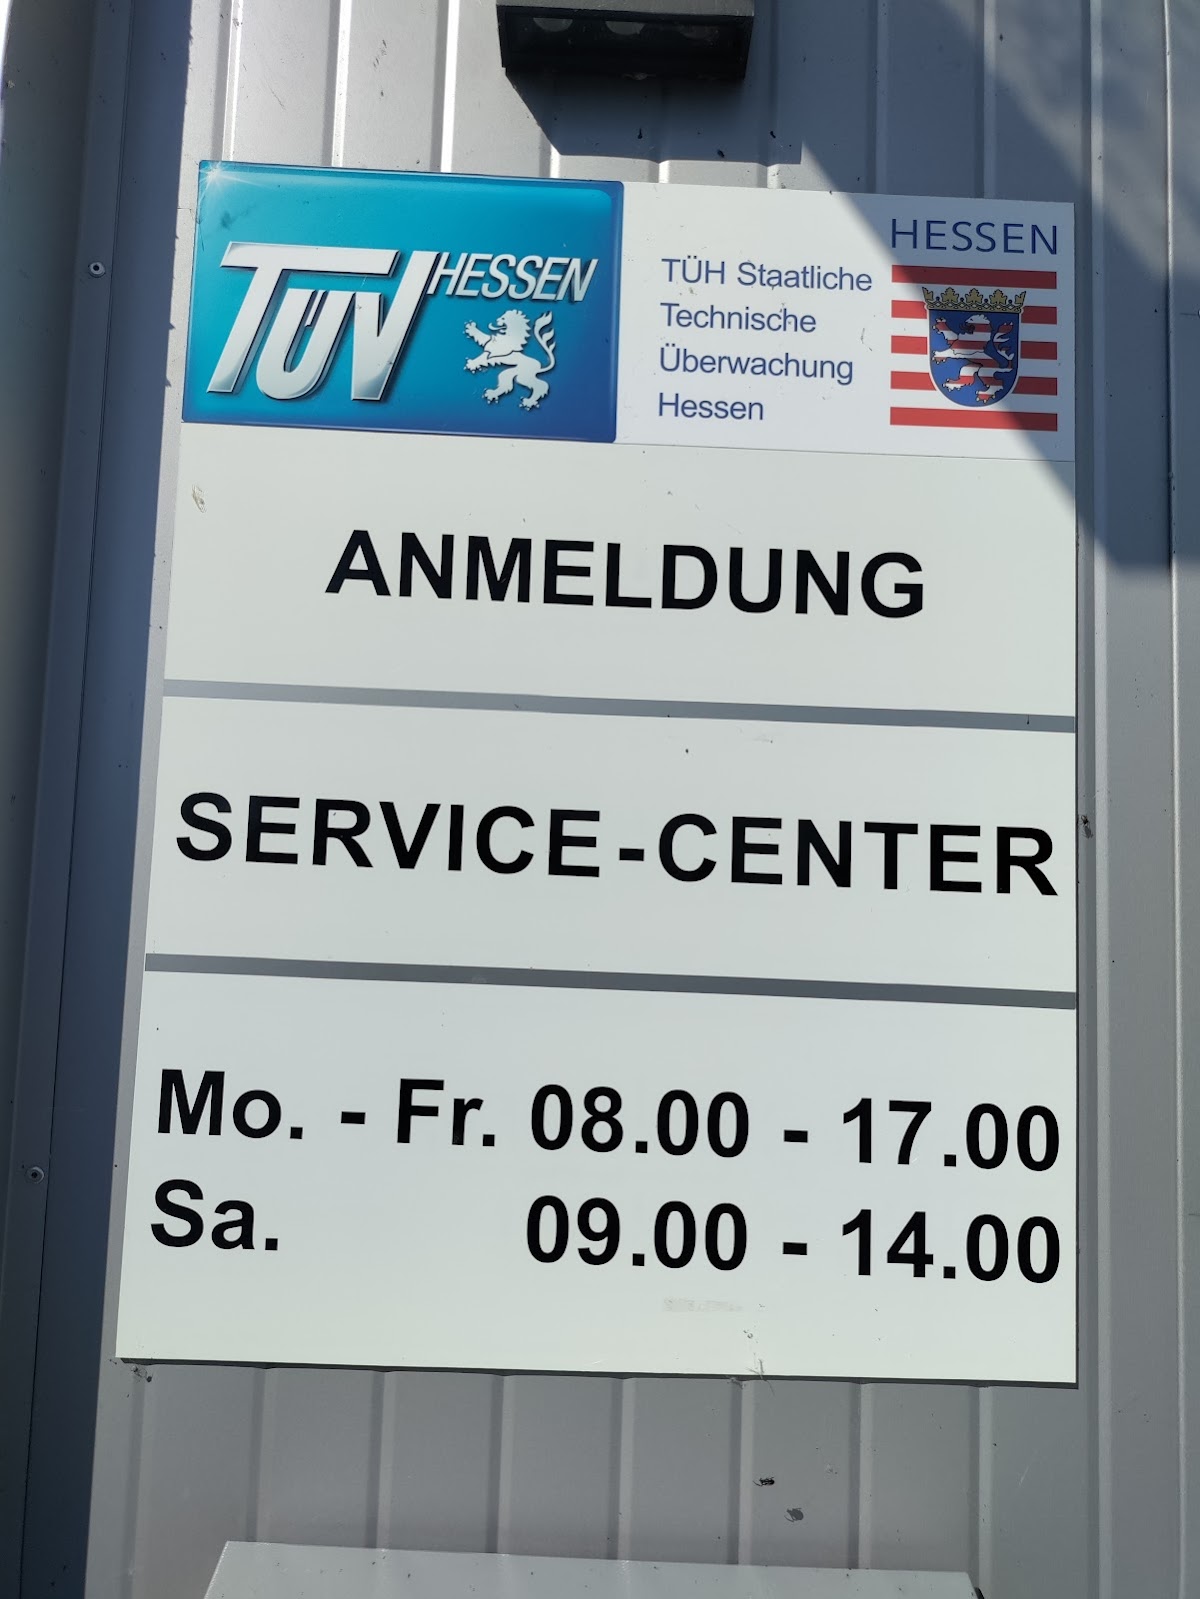 TÜV HESSEN
TÜH Staatliche
Technische
Überwachung
Hessen
HESSEN
ANMELDUNG
SERVICE-CENTER
Mo. - Fr. 08.00 - 17.00
Sa. 09.00 - 14.00